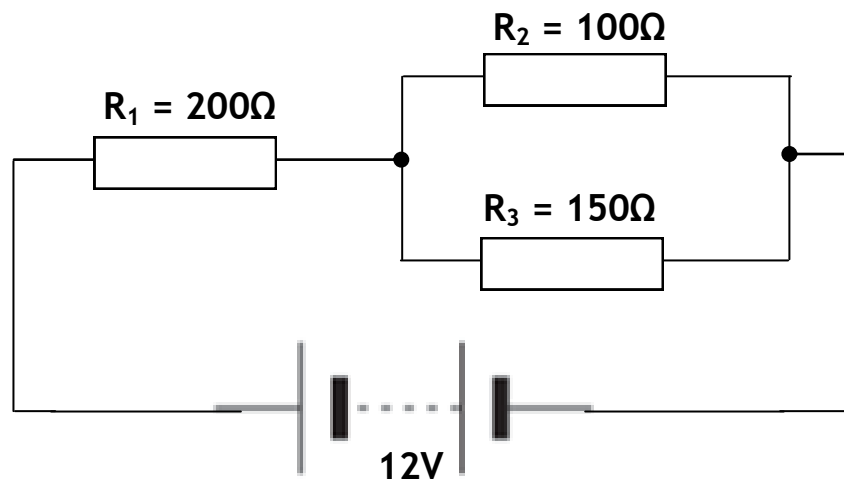 R₂ = 100Ω
R₁ = 200Ω
R₃ = 150Ω
12V